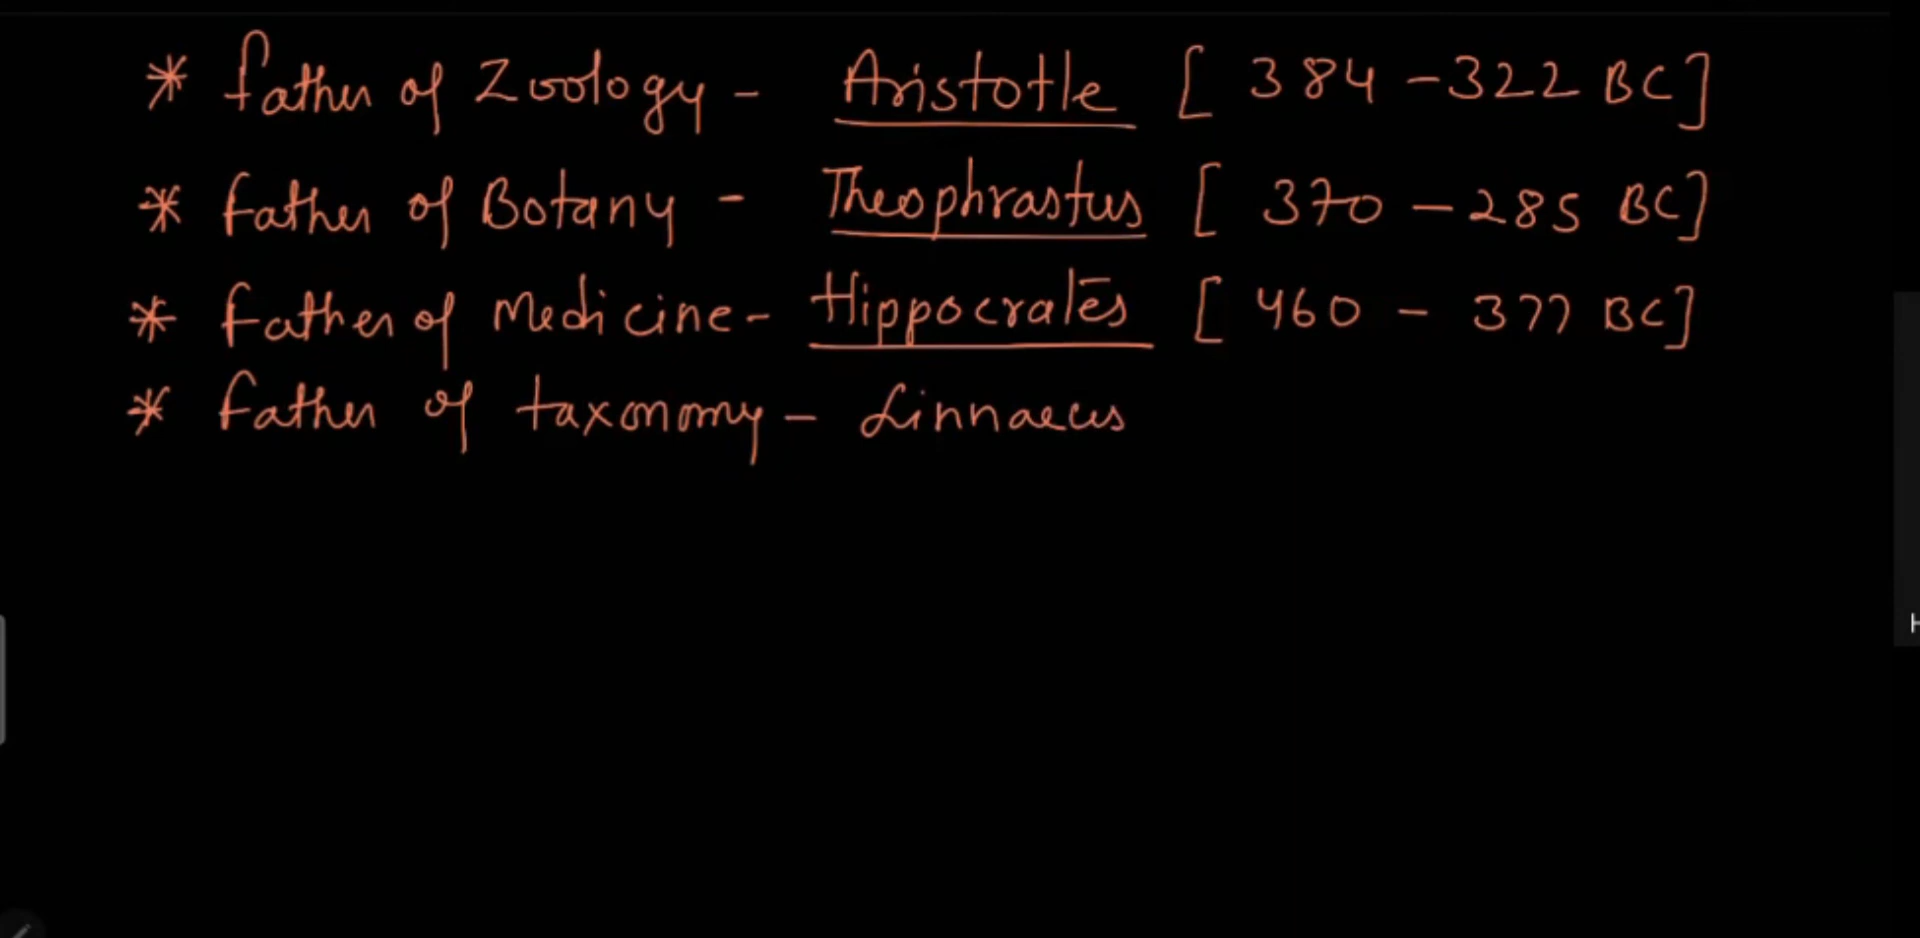 * Father of Zoology - Aristotle [ 384 - 322 BC]
* Father of Botany - Theophrastus [ 370 - 285 BC]
* Father of Medicine - Hippocrates [ 460 - 377 BC]
* Father of taxonomy - Linnaeus
H